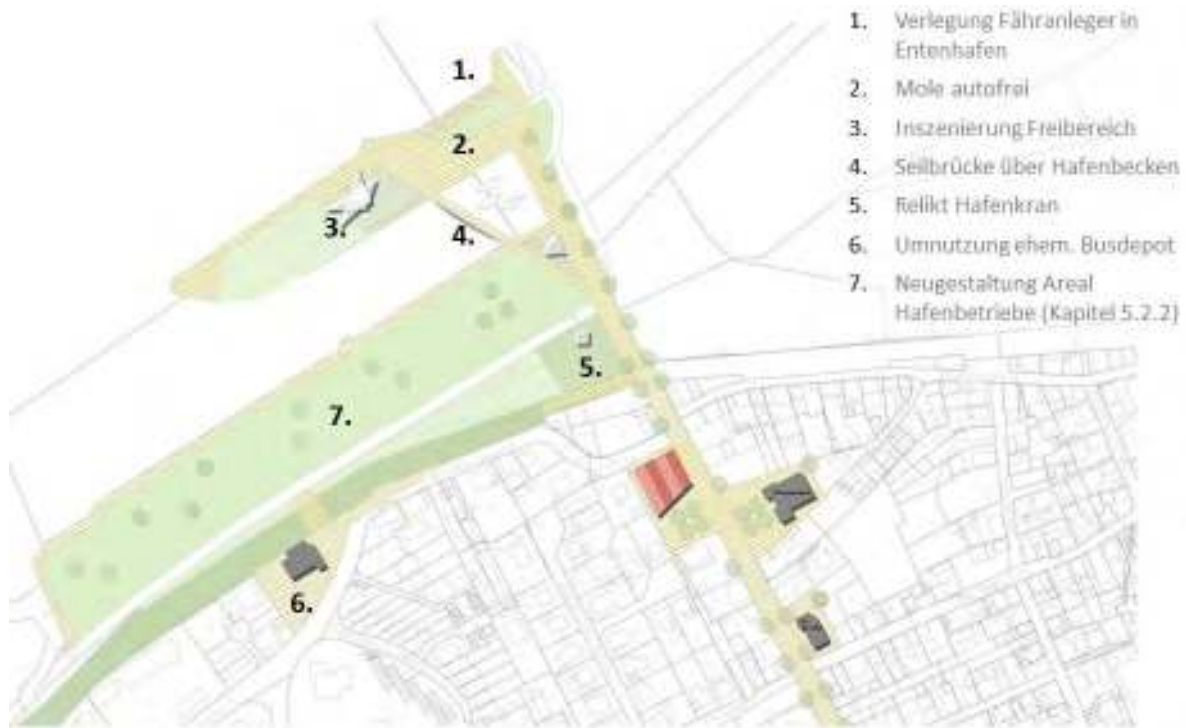 1. Verlegung Fähranleger in
Entenhafen
2. Mole autofrei
3. Inszenierung Freibereich
4. Seilbrücke über Hafenbecken
5. Relikt Hafenkran
6. Umnutzung ehem. Busdepot
7. Neugestaltung Areal
Hafenbetriebe (Kapitel 5.2.2)
1.
2.
3.
4.
5.
7.
6.